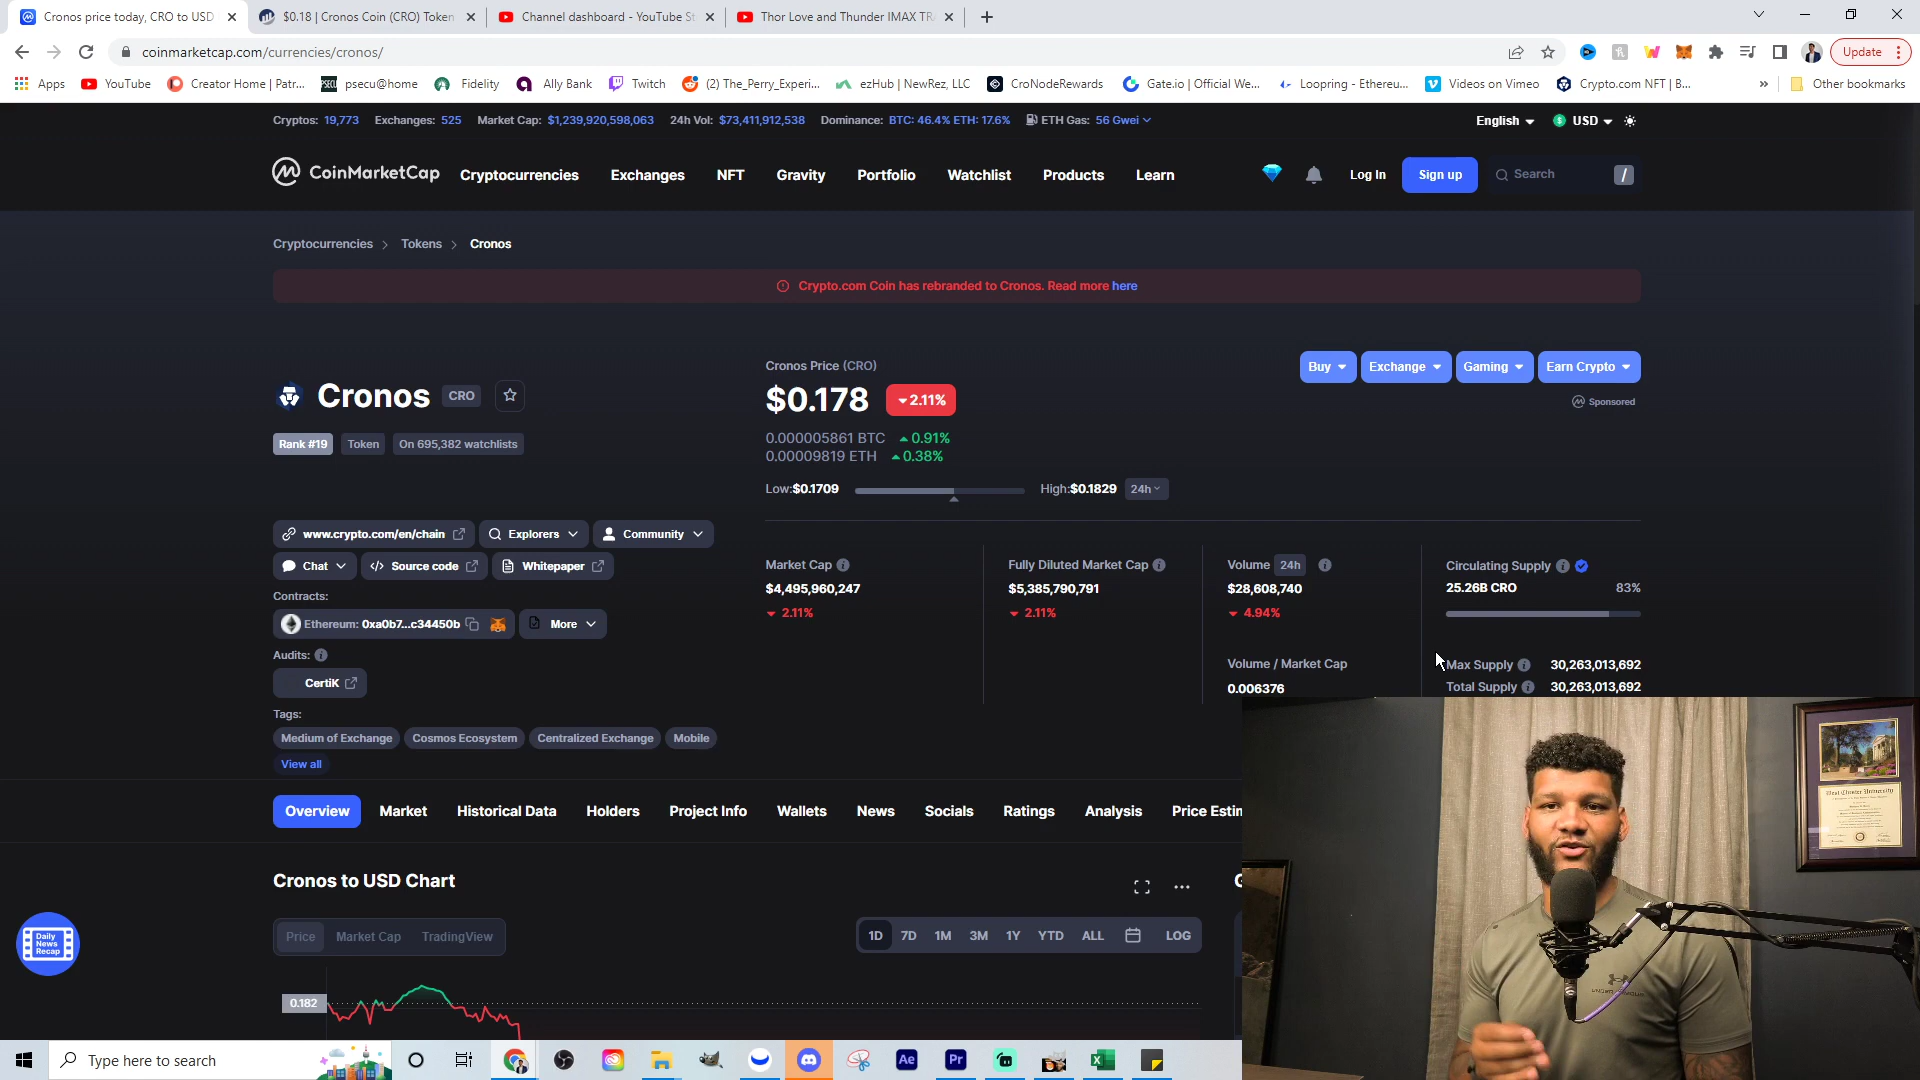 Cronos price today, CRO to USD
$0.18 | Cronos Coin (CRO) Token
Channel dashboard - YouTube St
Thor Love and Thunder IMAX TR
coinmarketcap.com/currencies/cronos/
Update
Apps
YouTube
Creator Home | Patr...
psecu@home
Fidelity
Ally Bank
Twitch
(2) The_Perry_Experi...
ezHub | NewRez, LLC
CroNodeRewards
Gate.io | Official We...
Loopring - Ethereu...
Videos on Vimeo
Crypto.com NFT | B...
»
Other bookmarks
Cryptos: 19,773 Exchanges: 525 Market Cap: $1,239,920,598,063 24h Vol: $73,411,912,538 Dominance: BTC: 46.4% ETH: 17.6% ETH Gas: 56 Gwei
English
USD
CoinMarketCap
Cryptocurrencies Exchanges NFT Gravity Portfolio Watchlist Products Learn
Log In
Sign up
Search
/
Cryptocurrencies > Tokens > Cronos
Crypto.com Coin has rebranded to Cronos. Read more here
Cronos CRO
Rank #19 Token On 695,382 watchlists
www.crypto.com/en/chain Explorers Community
Chat Source code Whitepaper
Contracts:
Ethereum: 0xa0b7...c34450b More
Audits:
CertiK
Tags:
Medium of Exchange Cosmos Ecosystem Centralized Exchange Mobile
View all
Cronos Price (CRO)
$0.178 2.11%
0.000005861 BTC 0.91%
0.00009819 ETH 0.38%
Low:$0.1709 High:$0.1829 24h
Buy Exchange Gaming Earn Crypto
Sponsored
Market Cap
$4,495,960,247
2.11%
Fully Diluted Market Cap
$5,385,790,791
2.11%
Volume 24h
$28,608,740
4.94%
Volume / Market Cap
0.006376
Circulating Supply
25.26B CRO 83%
Max Supply 30,263,013,692
Total Supply 30,263,013,692
Overview Market Historical Data Holders Project Info Wallets News Socials Ratings Analysis Price Estim
Cronos to USD Chart
Price Market Cap TradingView
1D 7D 1M 3M 1Y YTD ALL LOG
0.182
Daily
News
Recap
West Chester University
UNDER ARMOUR
Type here to search
Ae
Pr